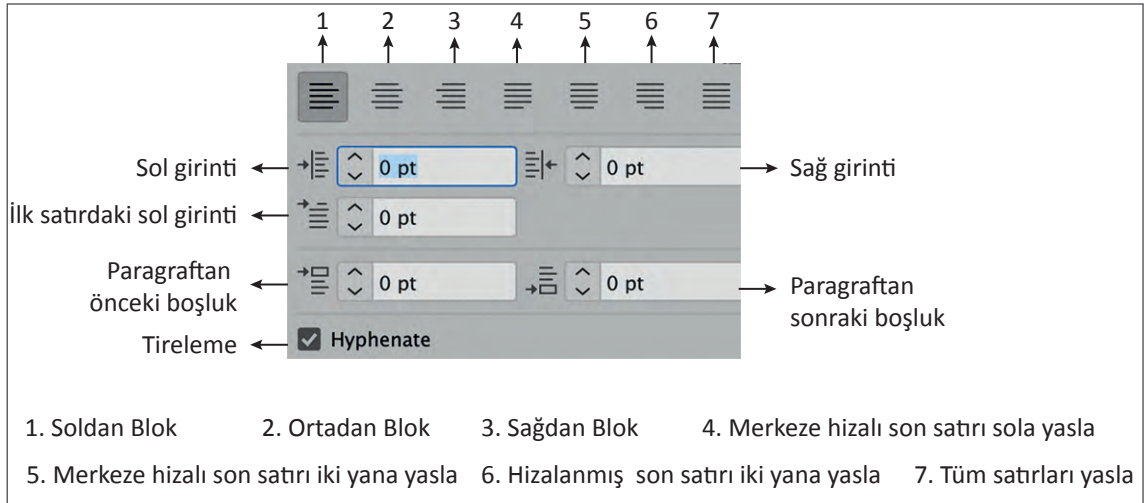 1 2 3 4 5 6 7
Sol girinti 0 pt 0 pt Sağ girinti
İlk satırdaki sol girinti 0 pt
Paragraftan
önceki boşluk 0 pt 0 pt Paragraftan
sonraki boşluk
Tireleme Hyphenate
1. Soldan Blok 2. Ortadan Blok 3. Sağdan Blok 4. Merkeze hizalı son satırı sola yasla
5. Merkeze hizalı son satırı iki yana yasla 6. Hizalanmış son satırı iki yana yasla 7. Tüm satırları yasla